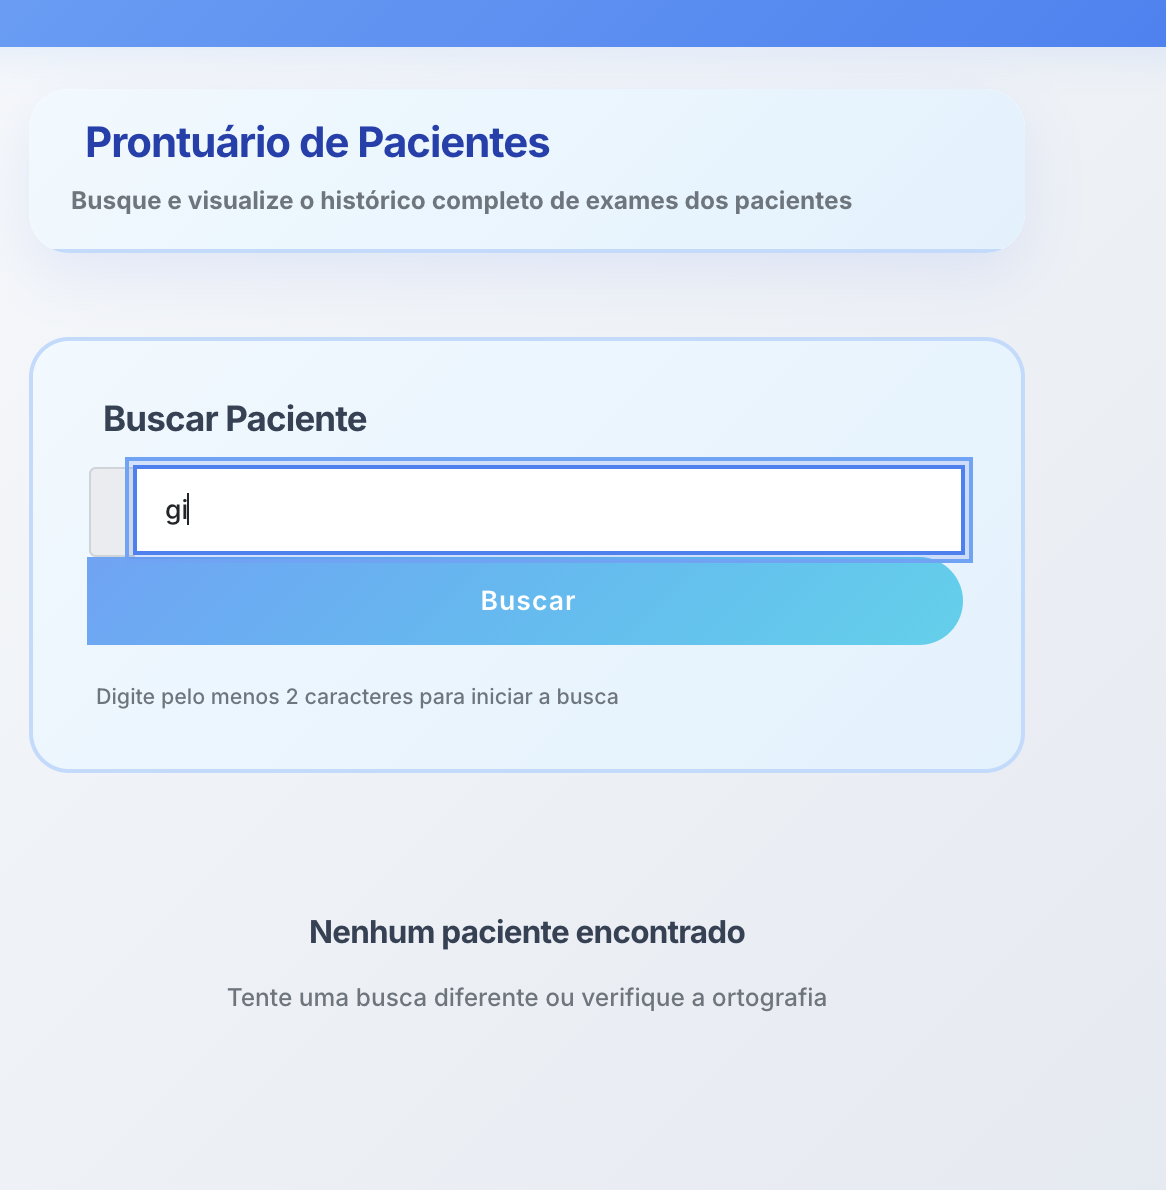 Prontuário de Pacientes
Busque e visualize o histórico completo de exames dos pacientes
Buscar Paciente
gi
Buscar
Digite pelo menos 2 caracteres para iniciar a busca
Nenhum paciente encontrado
Tente uma busca diferente ou verifique a ortografia